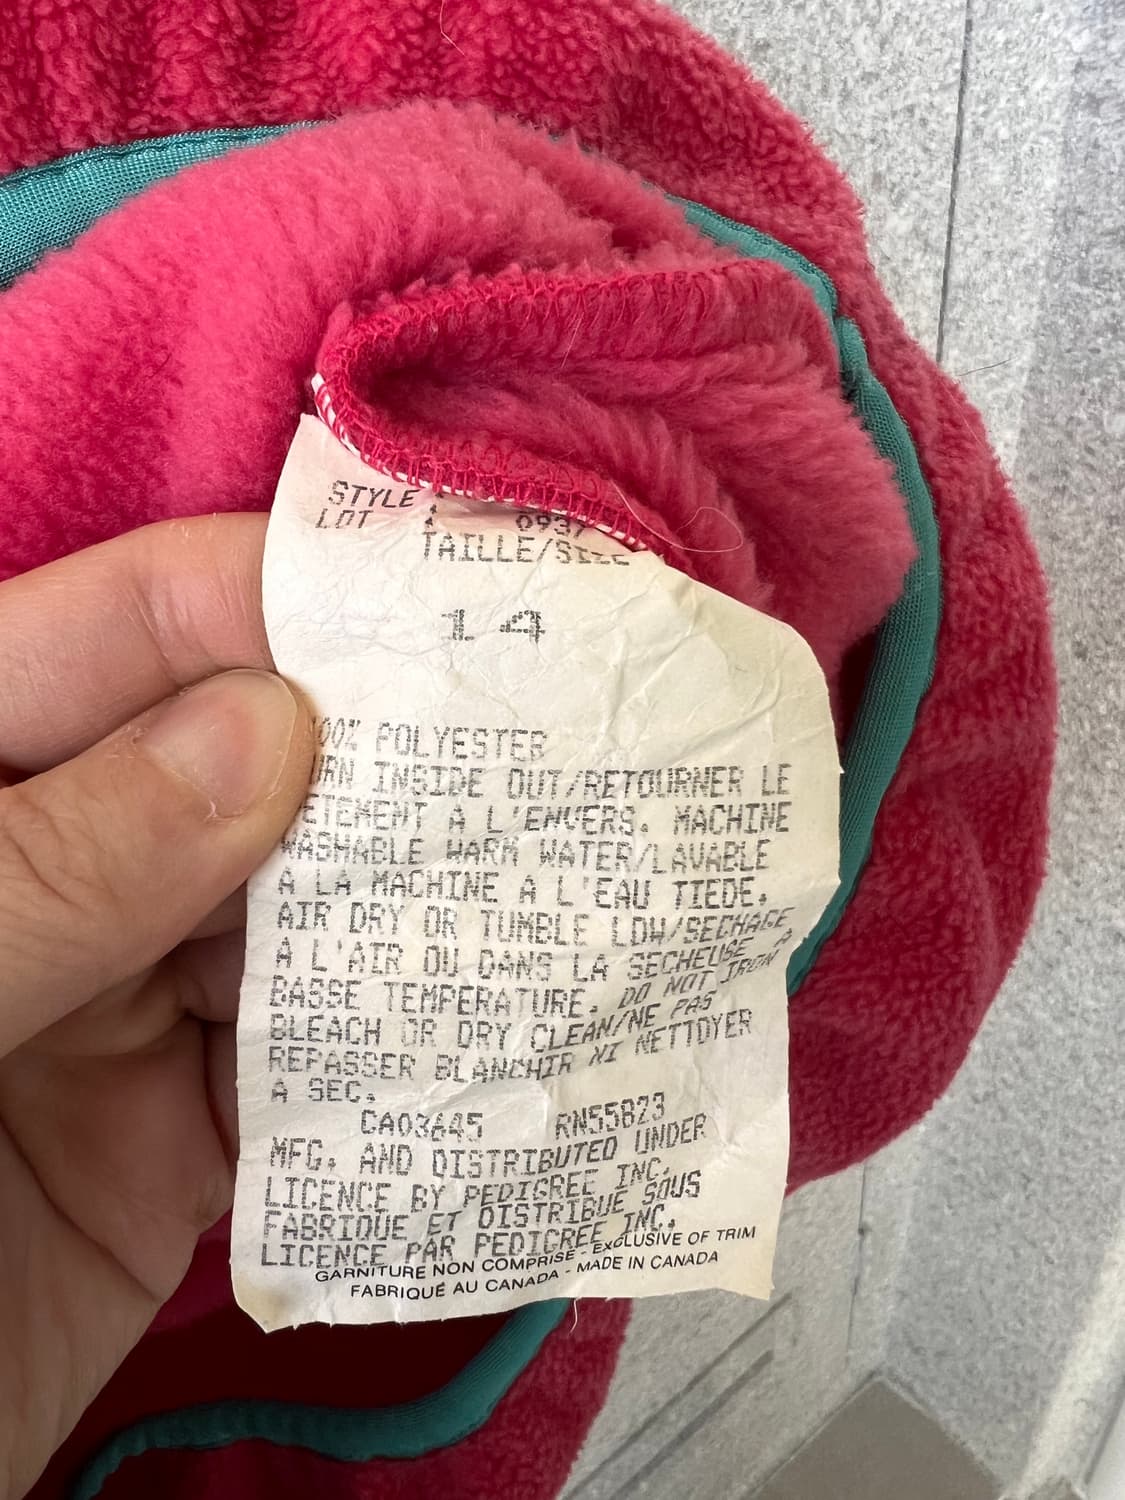 STYLE :
LOT : 0937
TAILLE/SIZE
14
00% POLYESTER
URN INSIDE OUT/RETOURNER LE
ETEMENT A L'ENVERS. MACHINE
WASHABLE WARM WATER/LAVABLE
A LA MACHINE A L'EAU TIEDE.
AIR DRY OR TUMBLE LOW/SECHAGE
A L'AIR OU DANS LA SECHEUSE A
BASSE TEMPERATURE. DO NOT IRON
BLEACH OR DRY CLEAN/NE PAS
REPASSER BLANCHIR NI NETTOYER
A SEC.
CA03645 RN55823
MFG. AND DISTRIBUTED UNDER
LICENCE BY PEDIGREE INC.
FABRIQUE ET DISTRIBUE SOUS
LICENCE PAR PEDIGREE INC.
GARNITURE NON COMPRISE - EXCLUSIVE OF TRIM
FABRIQUÉ AU CANADA - MADE IN CANADA